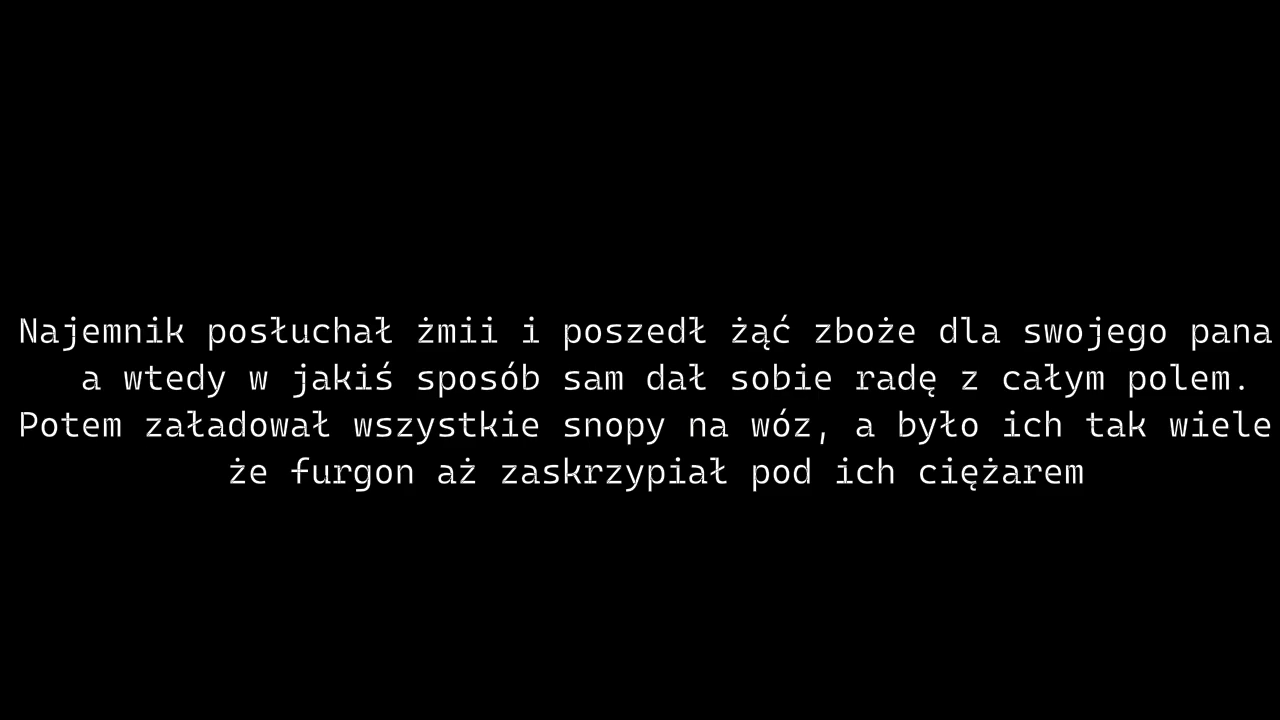 Najemnik posłuchał żmii i poszedł żąć zboże dla swojego pana
a wtedy w jakiś sposób sam dał sobie radę z całym polem.
Potem załadował wszystkie snopy na wóz, a było ich tak wiele
że furgon aż zaskrzypiał pod ich ciężarem